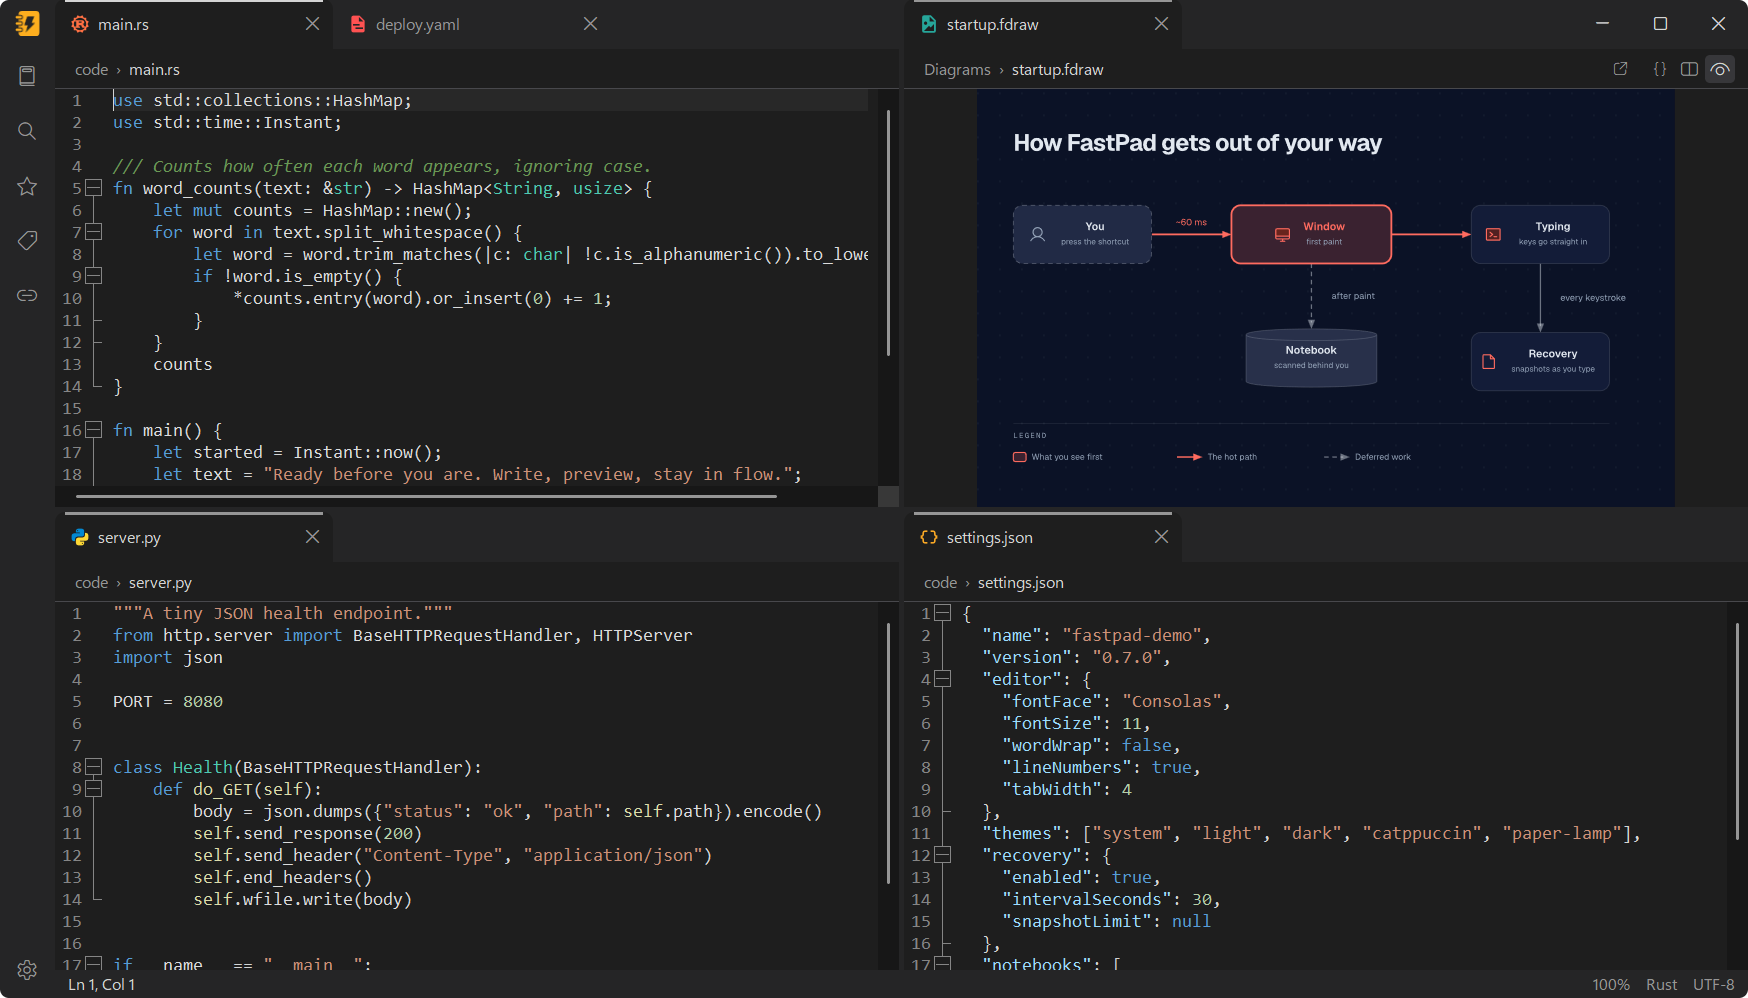 main.rs
deploy.yaml
code › main.rs
1 use std::collections::HashMap;
2 use std::time::Instant;
3
4 /// Counts how often each word appears, ignoring case.
5 fn word_counts(text: &str) -> HashMap<String, usize> {
6 let mut counts = HashMap::new();
7 for word in text.split_whitespace() {
8 let word = word.trim_matches(|c: char| !c.is_alphanumeric()).to_lowe
9 if !word.is_empty() {
10 *counts.entry(word).or_insert(0) += 1;
11 }
12 }
13 counts
14 }
15
16 fn main() {
17 let started = Instant::now();
18 let text = "Ready before you are. Write, preview, stay in flow.";
startup.fdraw
Diagrams › startup.fdraw
How FastPad gets out of your way
You
press the shortcut
~60 ms
Window
first paint
Typing
keys go straight in
after paint
every keystroke
Notebook
scanned behind you
Recovery
snapshots as you type
LEGEND
What you see first
The hot path
Deferred work
server.py
code › server.py
1 """A tiny JSON health endpoint."""
2 from http.server import BaseHTTPRequestHandler, HTTPServer
3 import json
4
5 PORT = 8080
6
7
8 class Health(BaseHTTPRequestHandler):
9 def do_GET(self):
10 body = json.dumps({"status": "ok", "path": self.path}).encode()
11 self.send_response(200)
12 self.send_header("Content-Type", "application/json")
13 self.end_headers()
14 self.wfile.write(body)
15
16
17 if __name__ == "__main__":
settings.json
code › settings.json
1 {
2 "name": "fastpad-demo",
3 "version": "0.7.0",
4 "editor": {
5 "fontFace": "Consolas",
6 "fontSize": 11,
7 "wordWrap": false,
8 "lineNumbers": true,
9 "tabWidth": 4
10 },
11 "themes": ["system", "light", "dark", "catppuccin", "paper-lamp"],
12 "recovery": {
13 "enabled": true,
14 "intervalSeconds": 30,
15 "snapshotLimit": null
16 },
17 "notebooks": [
Ln 1, Col 1
100% Rust UTF-8